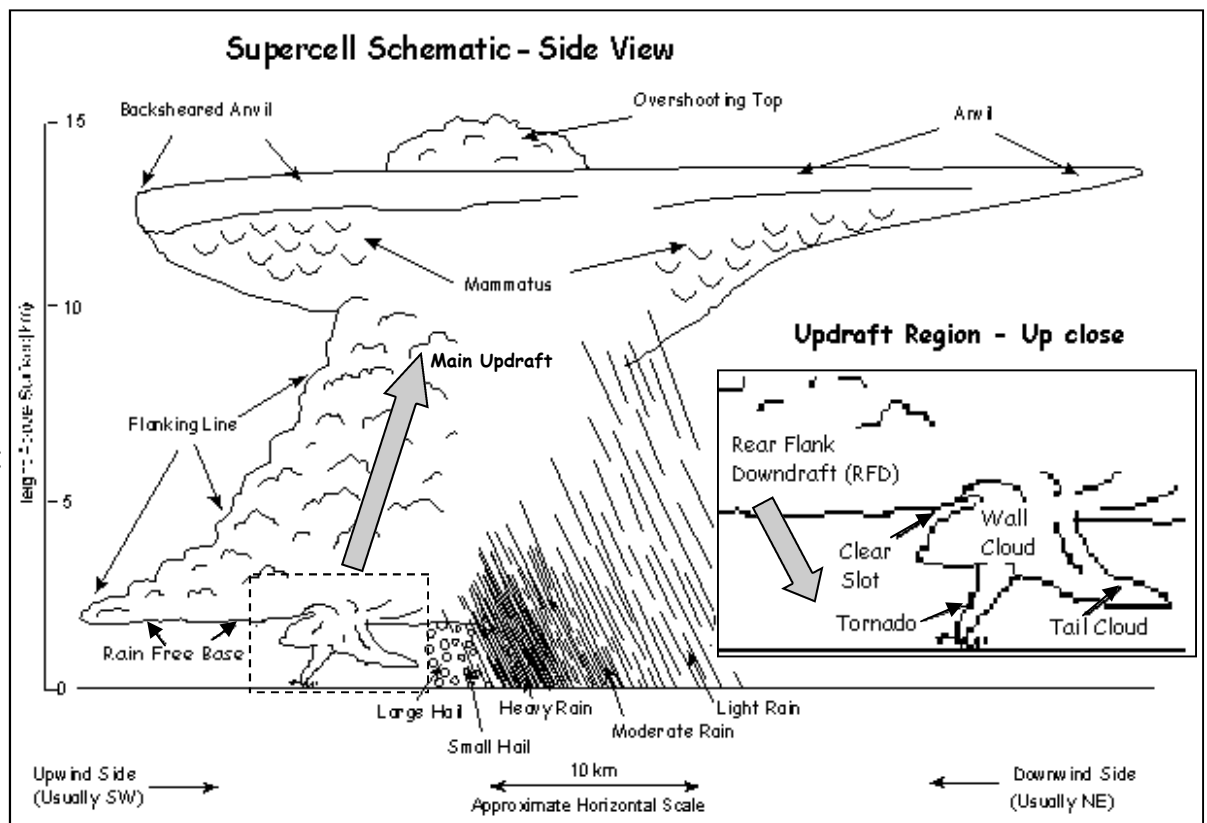 Supercell Schematic - Side View
Backsheared Anvil
Overshooting Top
Anvil
15
Mammatus
10
Updraft Region - Up close
Main Updraft
Flanking Line
Rear Flank
Downdraft (RFD)
Wall
Cloud
Clear
Slot
Tornado
Tail Cloud
5
Rain Free Base
0
Large Hail
Heavy Rain
Light Rain
Small Hail
Moderate Rain
Upwind Side
(Usually SW)
10 km
Approximate Horizontal Scale
Downwind Side
(Usually NE)